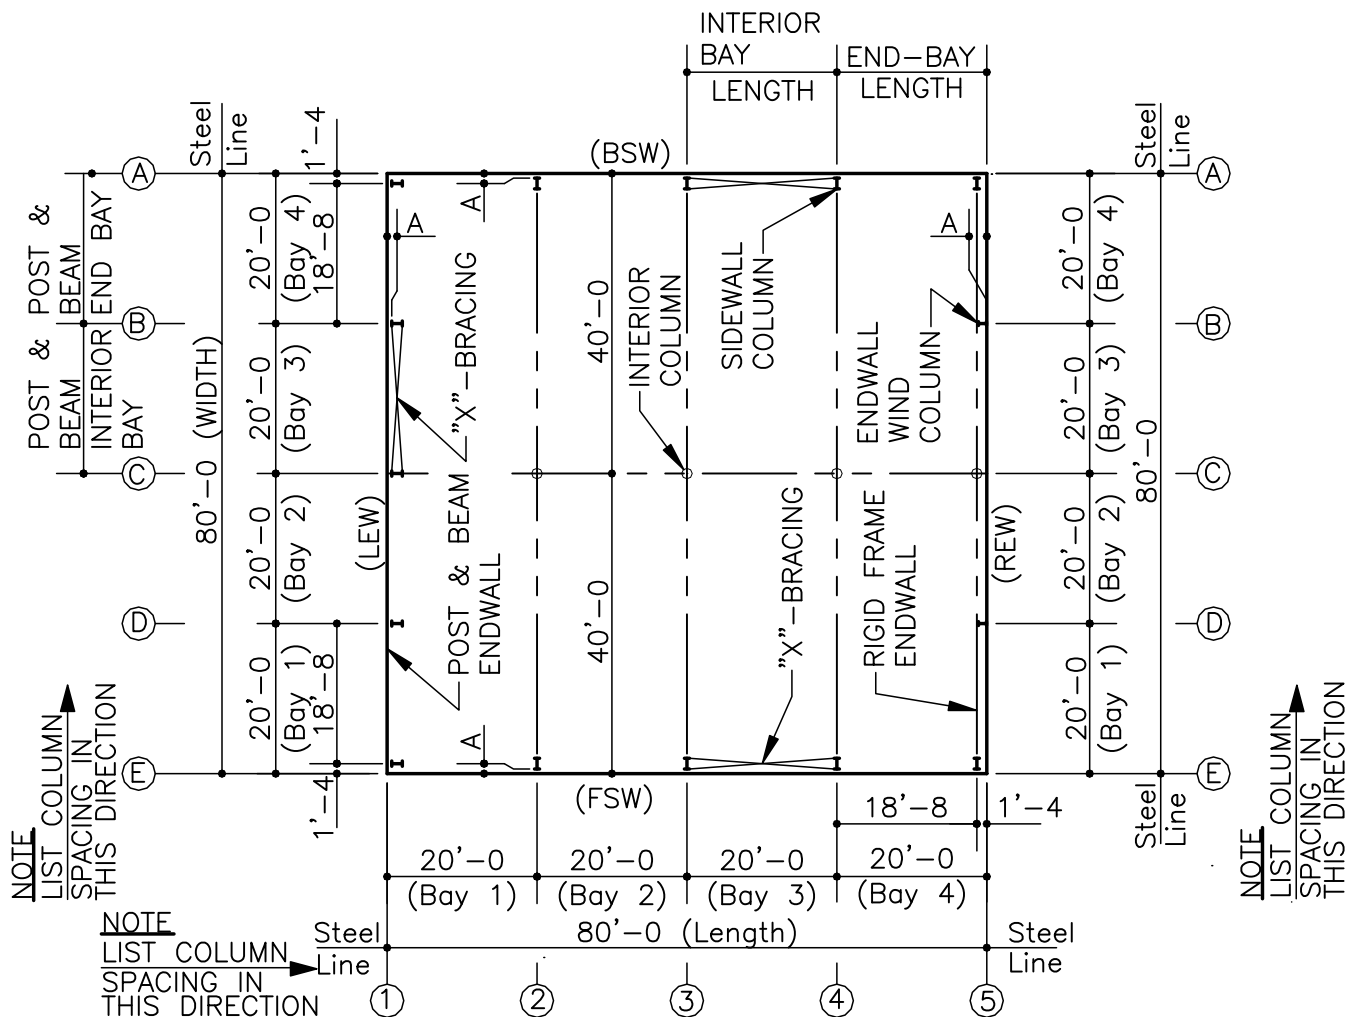 INTERIOR
BAY
LENGTH
END-BAY
LENGTH
Steel
Line
1'-4
(BSW)
Steel
Line
A
A
POST &
BEAM
END BAY
20'-0
(Bay 4)
18'-8
A
A
A
20'-0
(Bay 4)
B
B
POST &
BEAM
INTERIOR
BAY
80'-0 (WIDTH)
20'-0
(Bay 3)
"X"-BRACING
40'-0
INTERIOR
COLUMN
SIDEWALL
COLUMN
ENDWALL
WIND
COLUMN
20'-0
(Bay 3)
80'-0
C
C
20'-0
(Bay 2)
(LEW)
POST & BEAM
ENDWALL
40'-0
"X"-BRACING
RIGID FRAME
ENDWALL
(REW)
20'-0
(Bay 2)
D
D
20'-0
(Bay 1)
18'-8
A
20'-0
(Bay 1)
E
E
1'-4
(FSW)
Steel
Line
NOTE
LIST COLUMN
SPACING IN
THIS DIRECTION
NOTE
LIST COLUMN
SPACING IN
THIS DIRECTION
18'-8
1'-4
20'-0
(Bay 1)
20'-0
(Bay 2)
20'-0
(Bay 3)
20'-0
(Bay 4)
NOTE
LIST COLUMN
SPACING IN
THIS DIRECTION
Steel
Line
80'-0 (Length)
Steel
Line
1
2
3
4
5